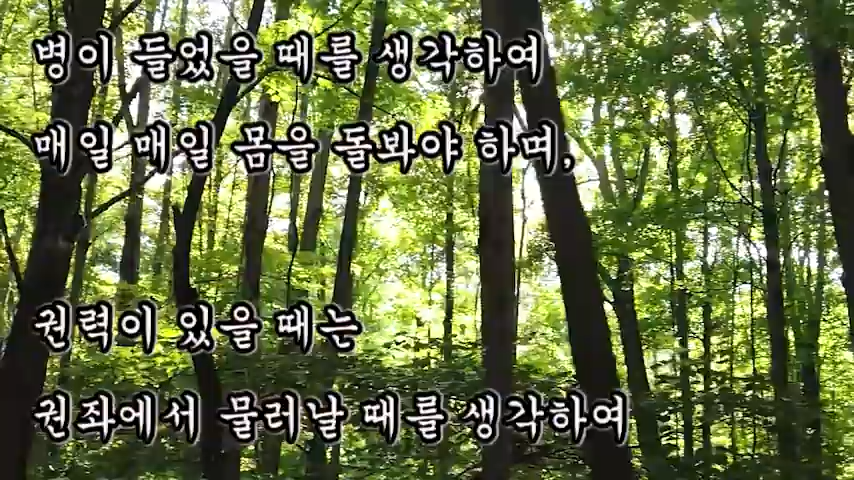 병이 들었을 때를 생각하여
매일 매일 몸을 돌봐야 하며,
권력이 있을 때는
권좌에서 물러날 때를 생각하여